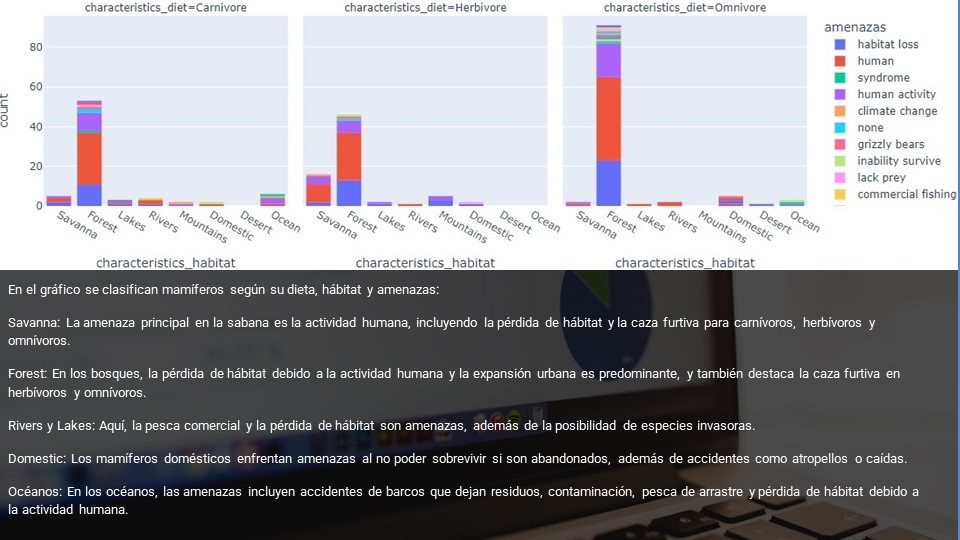 characteristics_diet=Carnivore
characteristics_diet=Herbivore
characteristics_diet=Omnivore
count
80
60
40
20
0
Savanna
Forest
Lakes
Rivers
Mountains
Domestic
Desert
Ocean
characteristics_habitat
Savanna
Forest
Lakes
Rivers
Mountains
Domestic
Desert
Ocean
characteristics_habitat
Savanna
Forest
Lakes
Rivers
Mountains
Domestic
Desert
Ocean
characteristics_habitat
amenazas
habitat loss
human
syndrome
human activity
climate change
none
grizzly bears
inability survive
lack prey
commercial fishing
En el gráfico se clasifican mamíferos según su dieta, hábitat y amenazas:
Savanna: La amenaza principal en la sabana es la actividad humana, incluyendo la pérdida de hábitat y la caza furtiva para carnívoros, herbívoros y
omnívoros.
Forest: En los bosques, la pérdida de hábitat debido a la actividad humana y la expansión urbana es predominante, y también destaca la caza furtiva en
herbívoros y omnívoros.
Rivers y Lakes: Aquí, la pesca comercial y la pérdida de hábitat son amenazas, además de la posibilidad de especies invasoras.
Domestic: Los mamíferos domésticos enfrentan amenazas al no poder sobrevivir si son abandonados, además de accidentes como atropellos o caídas.
Océanos: En los océanos, las amenazas incluyen accidentes de barcos que dejan residuos, contaminación, pesca de arrastre y pérdida de hábitat debido a
la actividad humana.